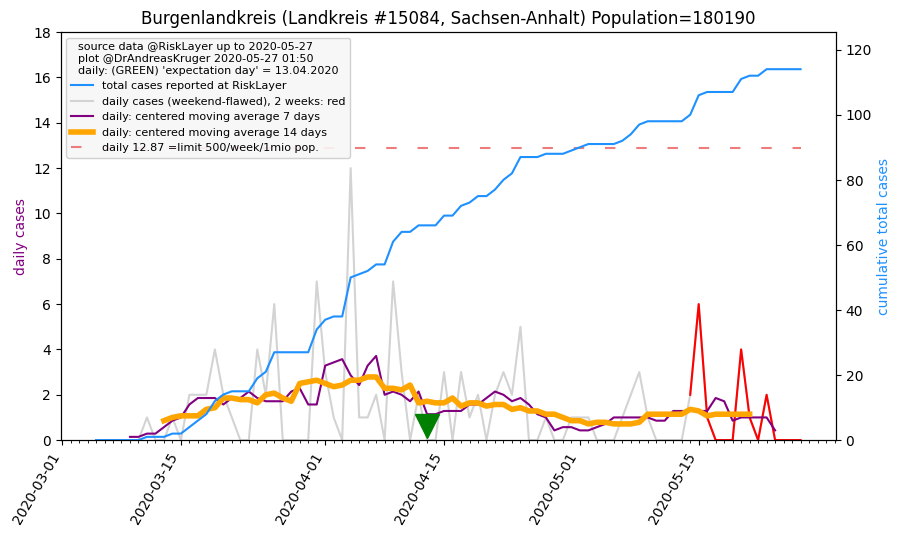 Burgenlandkreis (Landkreis #15084, Sachsen-Anhalt) Population=180190
source data @RiskLayer up to 2020-05-27
plot @DrAndreasKruger 2020-05-27 01:50
daily: (GREEN) 'expectation day' = 13.04.2020
total cases reported at RiskLayer
daily cases (weekend-flawed), 2 weeks: red
daily: centered moving average 7 days
daily: centered moving average 14 days
daily 12.87 =limit 500/week/1mio pop.
daily cases
18
16
14
12
10
8
6
4
2
0
cumulative total cases
120
100
80
60
40
20
0
2020-03-01
2020-03-15
2020-04-01
2020-04-15
2020-05-01
2020-05-15